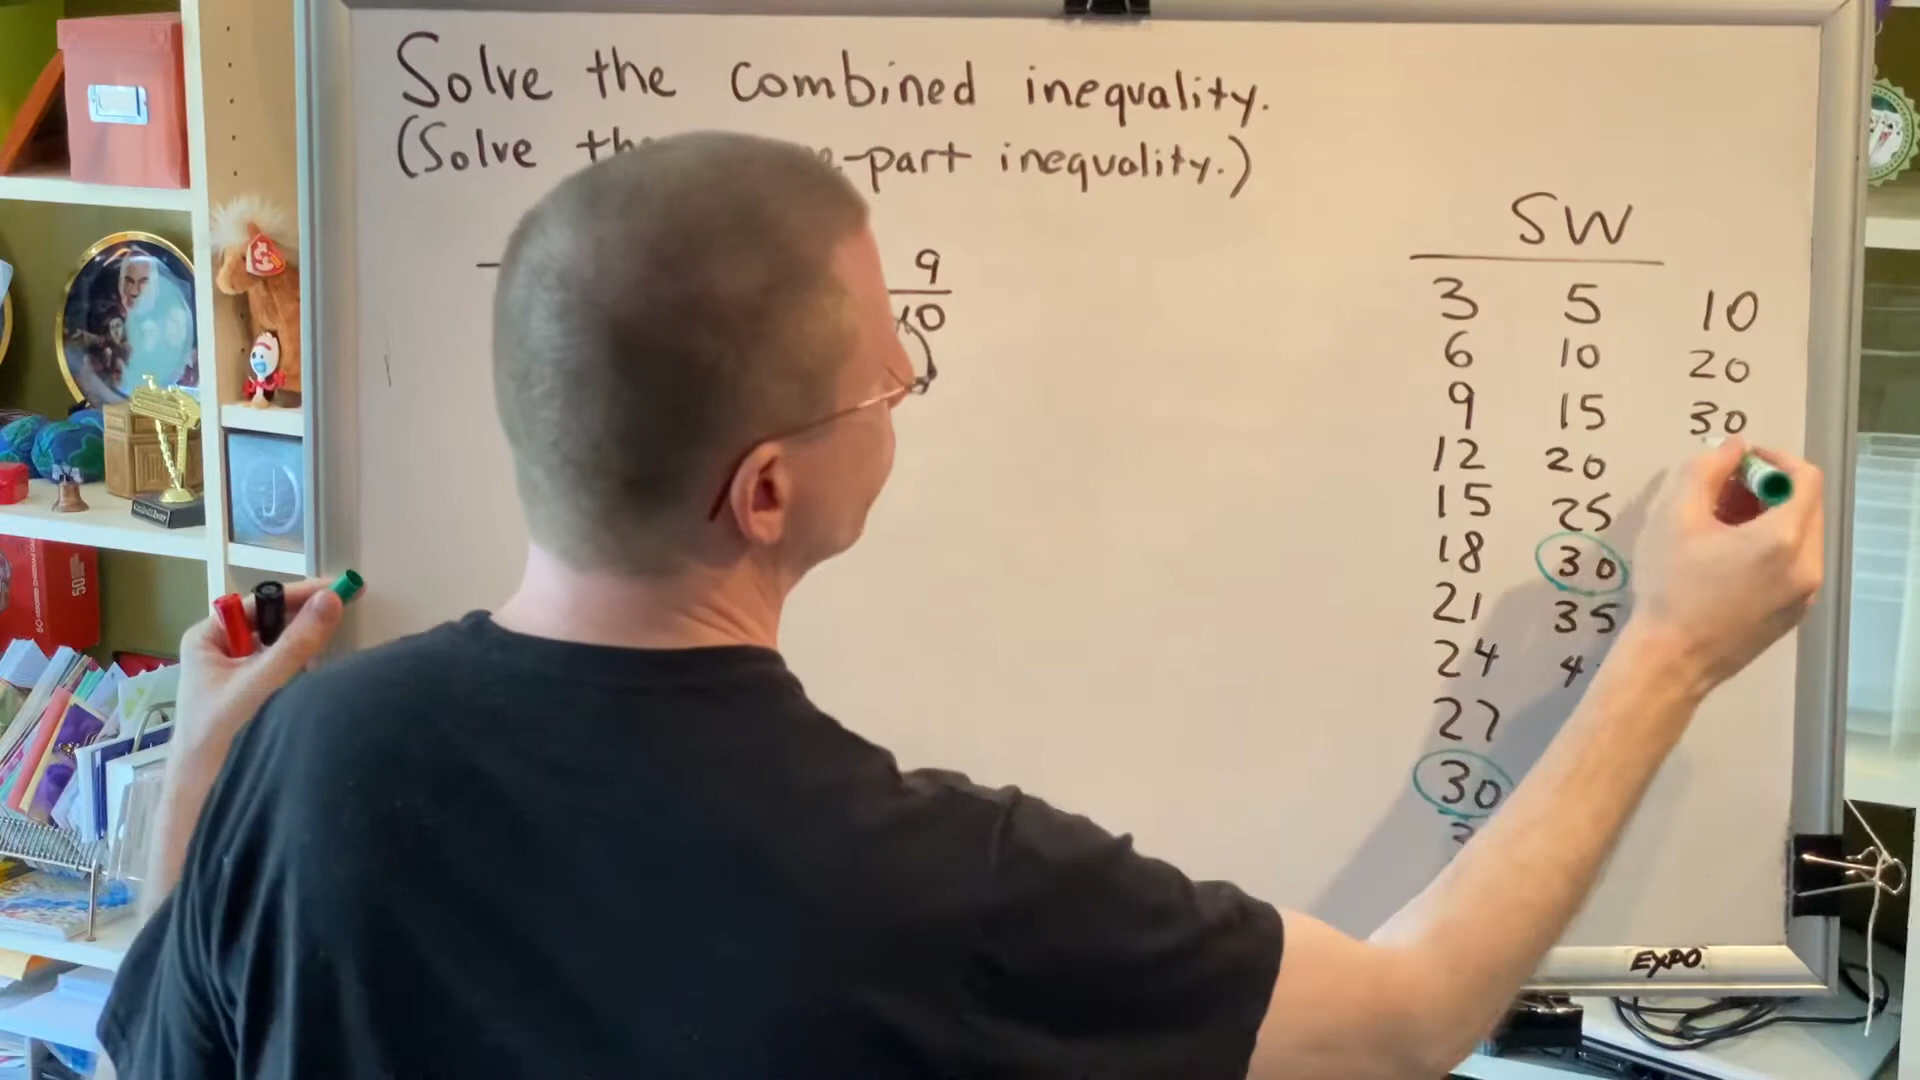 Solve the combined inequality.
(Solve -part inequality.)
9
10
SW
3 5 10
6 10 20
9 15 30
12 20
15 25
18 30
21 35
24 4
27
30
EXPO